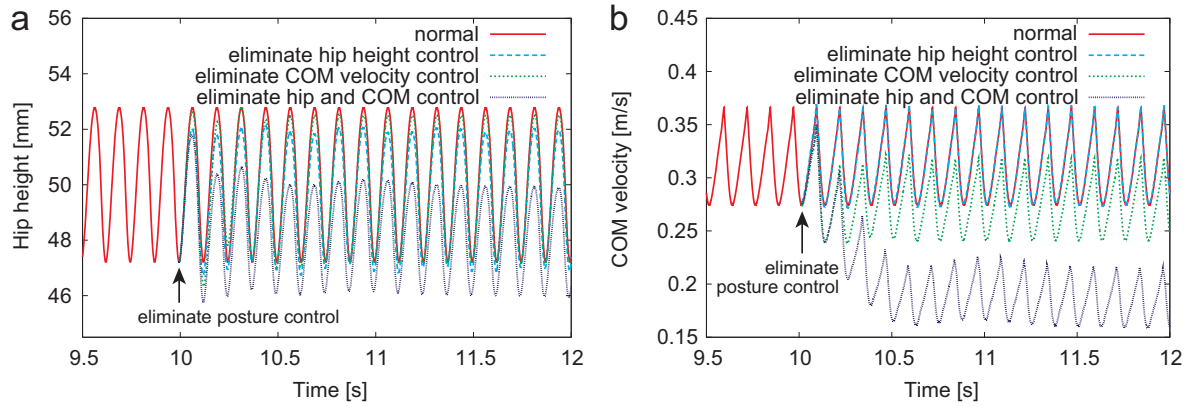 a
56
54
52
50
48
46
9.5
10
10.5
11
11.5
12
Hip height [mm]
Time [s]
normal
eliminate hip height control
eliminate COM velocity control
eliminate hip and COM control
eliminate posture control
b
0.45
0.4
0.35
0.3
0.25
0.2
0.15
9.5
10
10.5
11
11.5
12
COM velocity [m/s]
Time [s]
normal
eliminate hip height control
eliminate COM velocity control
eliminate hip and COM control
eliminate
posture control